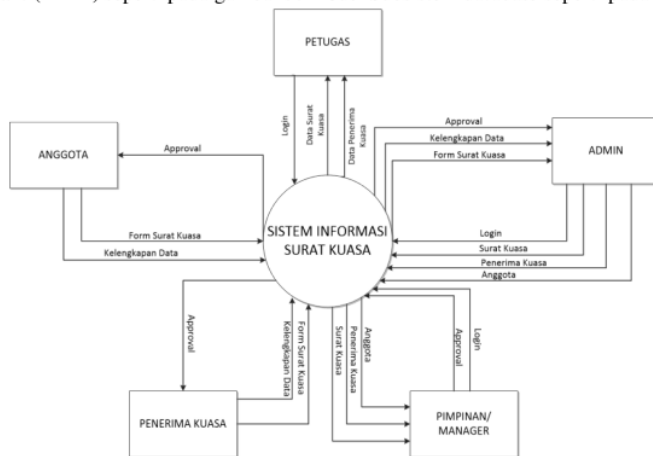 PETUGAS
Login
Data Surat
Kuasa
Data Penerima
Kuasa
Approval
Kelengkapan Data
Form Surat Kuasa
ADMIN
ANGGOTA
Approval
SISTEM INFORMASI
SURAT KUASA
Form Surat Kuasa
Kelengkapan Data
Login
Surat Kuasa
Penerima Kuasa
Anggota
Approval
Kelengkapan Data
Form Surat Kuasa
Surat Kuasa
Penerima Kuasa
Anggota
Approval
Login
PENERIMA KUASA
PIMPINAN/
MANAGER